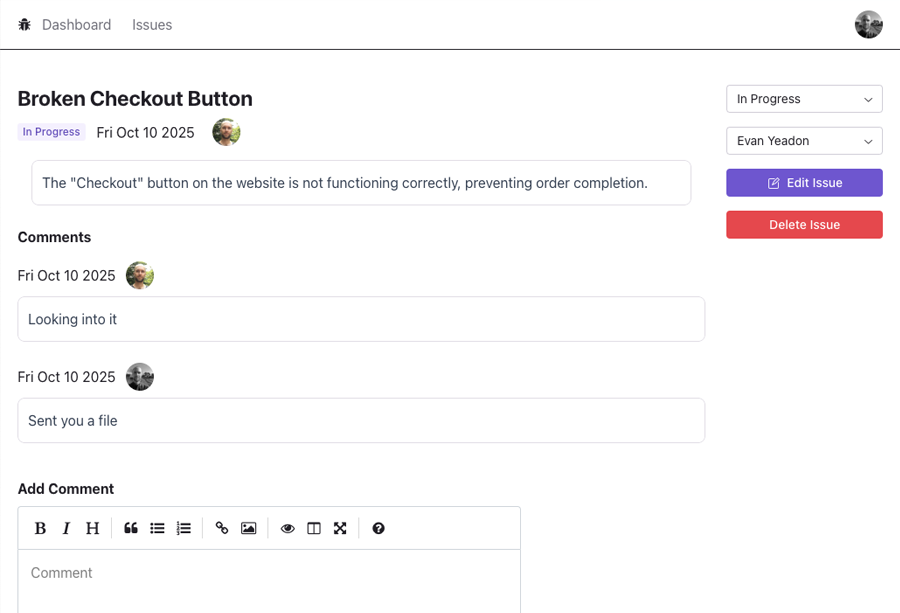 Dashboard Issues
Broken Checkout Button
In Progress Fri Oct 10 2025
The "Checkout" button on the website is not functioning correctly, preventing order completion.
In Progress
Evan Yeadon
Edit Issue
Delete Issue
Comments
Fri Oct 10 2025
Looking into it
Fri Oct 10 2025
Sent you a file
Add Comment
B I H
Comment